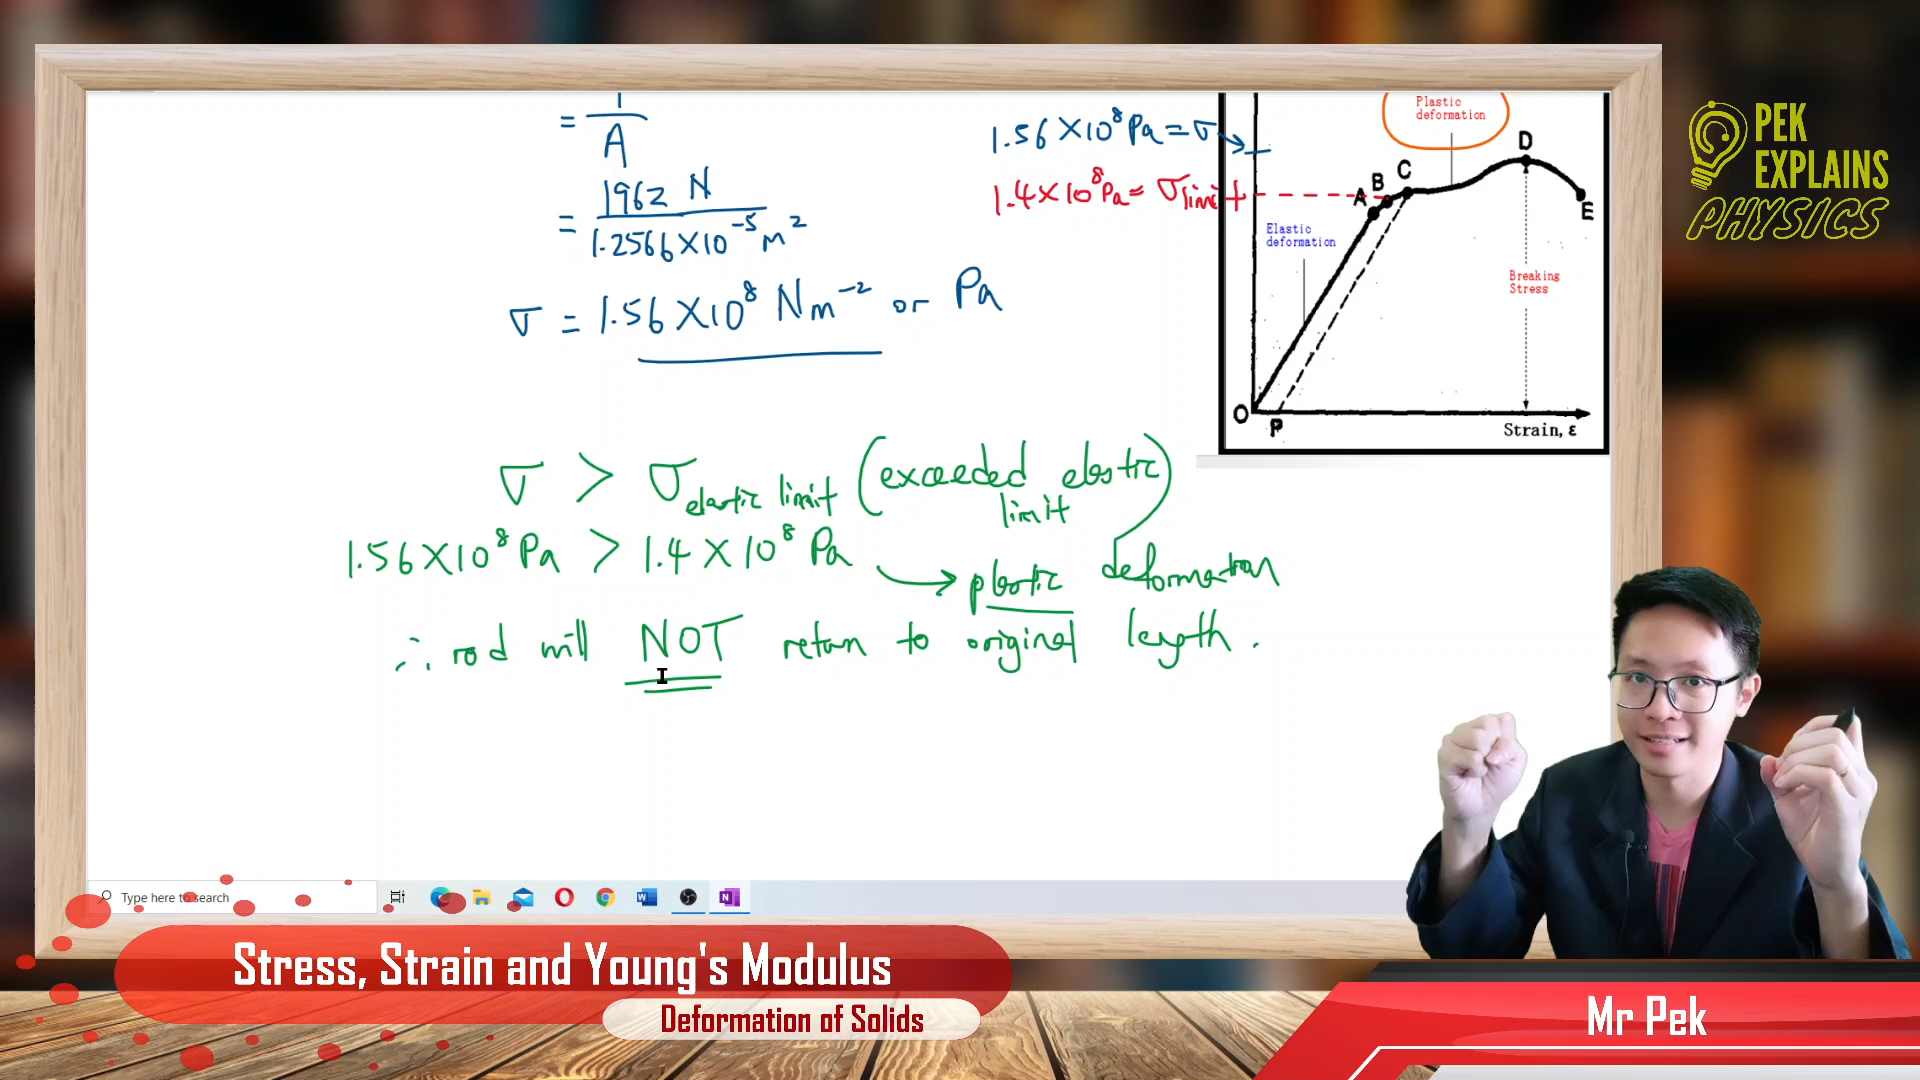 = 1/A
= 1962 N / 1.2566 × 10⁻⁵ m²
σ = 1.56 × 10⁸ Nm⁻² or Pa
1.56 × 10⁸ Pa = σ
1.4 × 10⁸ Pa = σlimit
Plastic
deformation
A B C D E
Elastic
deformation
Breaking
Stress
O P
Strain, ε
σ > σelastic limit (exceeded elastic limit)
1.56 × 10⁸ Pa > 1.4 × 10⁸ Pa → plastic deformation
∴ rod will NOT return to original length.
PEK
EXPLAINS
PHYSICS
Type here to search
Stress, Strain and Young's Modulus
Deformation of Solids
Mr Pek